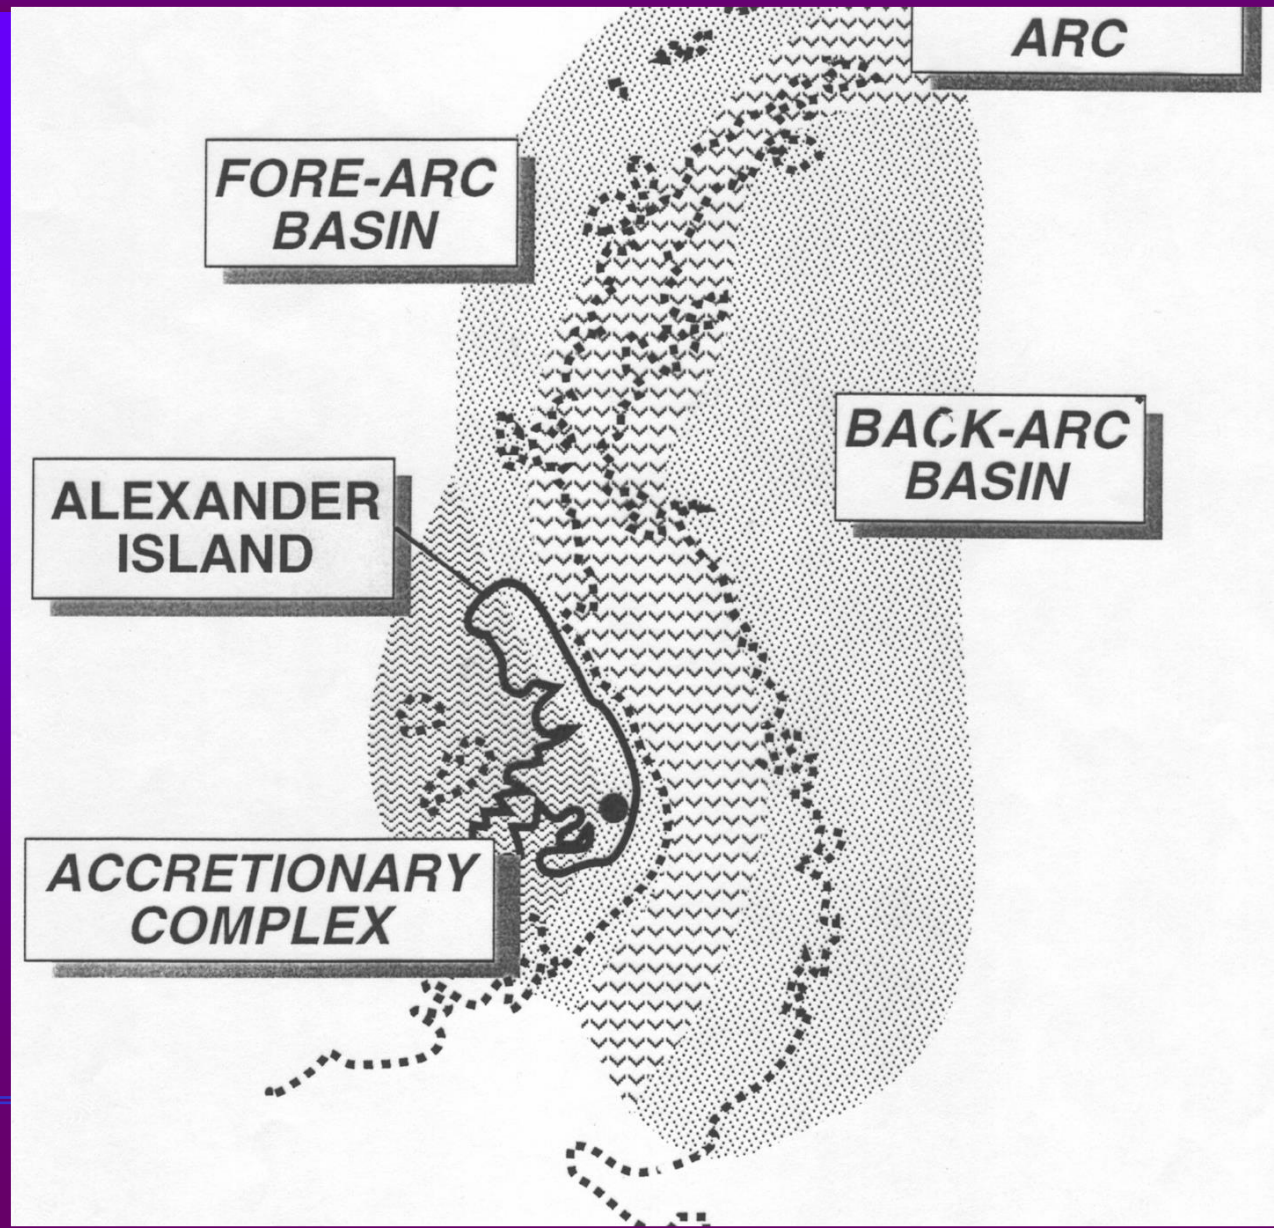 ARC
FORE-ARC
BASIN
BACK-ARC
BASIN
ALEXANDER
ISLAND
ACCRETIONARY
COMPLEX